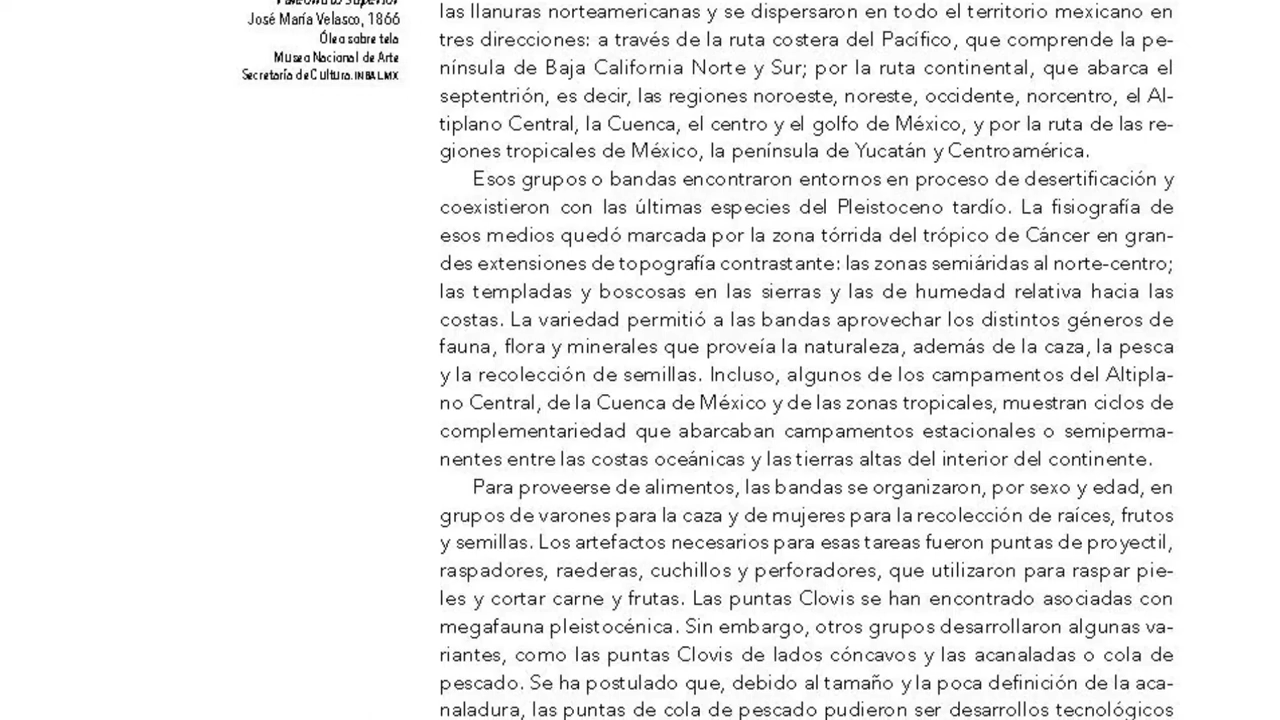 Paleolítico Superior
José María Velasco, 1866
Óleo sobre tela
Museo Nacional de Arte
Secretaría de Cultura.INBAL.MX
las llanuras norteamericanas y se dispersaron en todo el territorio mexicano en
tres direcciones: a través de la ruta costera del Pacífico, que comprende la pe-
nínsula de Baja California Norte y Sur; por la ruta continental, que abarca el
septentrión, es decir, las regiones noroeste, noreste, occidente, norcentro, el Al-
tiplano Central, la Cuenca, el centro y el golfo de México, y por la ruta de las re-
giones tropicales de México, la península de Yucatán y Centroamérica.
Esos grupos o bandas encontraron entornos en proceso de desertificación y
coexistieron con las últimas especies del Pleistoceno tardío. La fisiografía de
esos medios quedó marcada por la zona tórrida del trópico de Cáncer en gran-
des extensiones de topografía contrastante: las zonas semiáridas al norte-centro;
las templadas y boscosas en las sierras y las de humedad relativa hacia las
costas. La variedad permitió a las bandas aprovechar los distintos géneros de
fauna, flora y minerales que proveía la naturaleza, además de la caza, la pesca
y la recolección de semillas. Incluso, algunos de los campamentos del Altipla-
no Central, de la Cuenca de México y de las zonas tropicales, muestran ciclos de
complementariedad que abarcaban campamentos estacionales o semiperma-
nentes entre las costas oceánicas y las tierras altas del interior del continente.
Para proveerse de alimentos, las bandas se organizaron, por sexo y edad, en
grupos de varones para la caza y de mujeres para la recolección de raíces, frutos
y semillas. Los artefactos necesarios para esas tareas fueron puntas de proyectil,
raspadores, raederas, cuchillos y perforadores, que utilizaron para raspar pie-
les y cortar carne y frutas. Las puntas Clovis se han encontrado asociadas con
megafauna pleistocénica. Sin embargo, otros grupos desarrollaron algunas va-
riantes, como las puntas Clovis de lados cóncavos y las acanaladas o cola de
pescado. Se ha postulado que, debido al tamaño y la poca definición de la aca-
naladura, las puntas de cola de pescado pudieron ser desarrollos tecnológicos